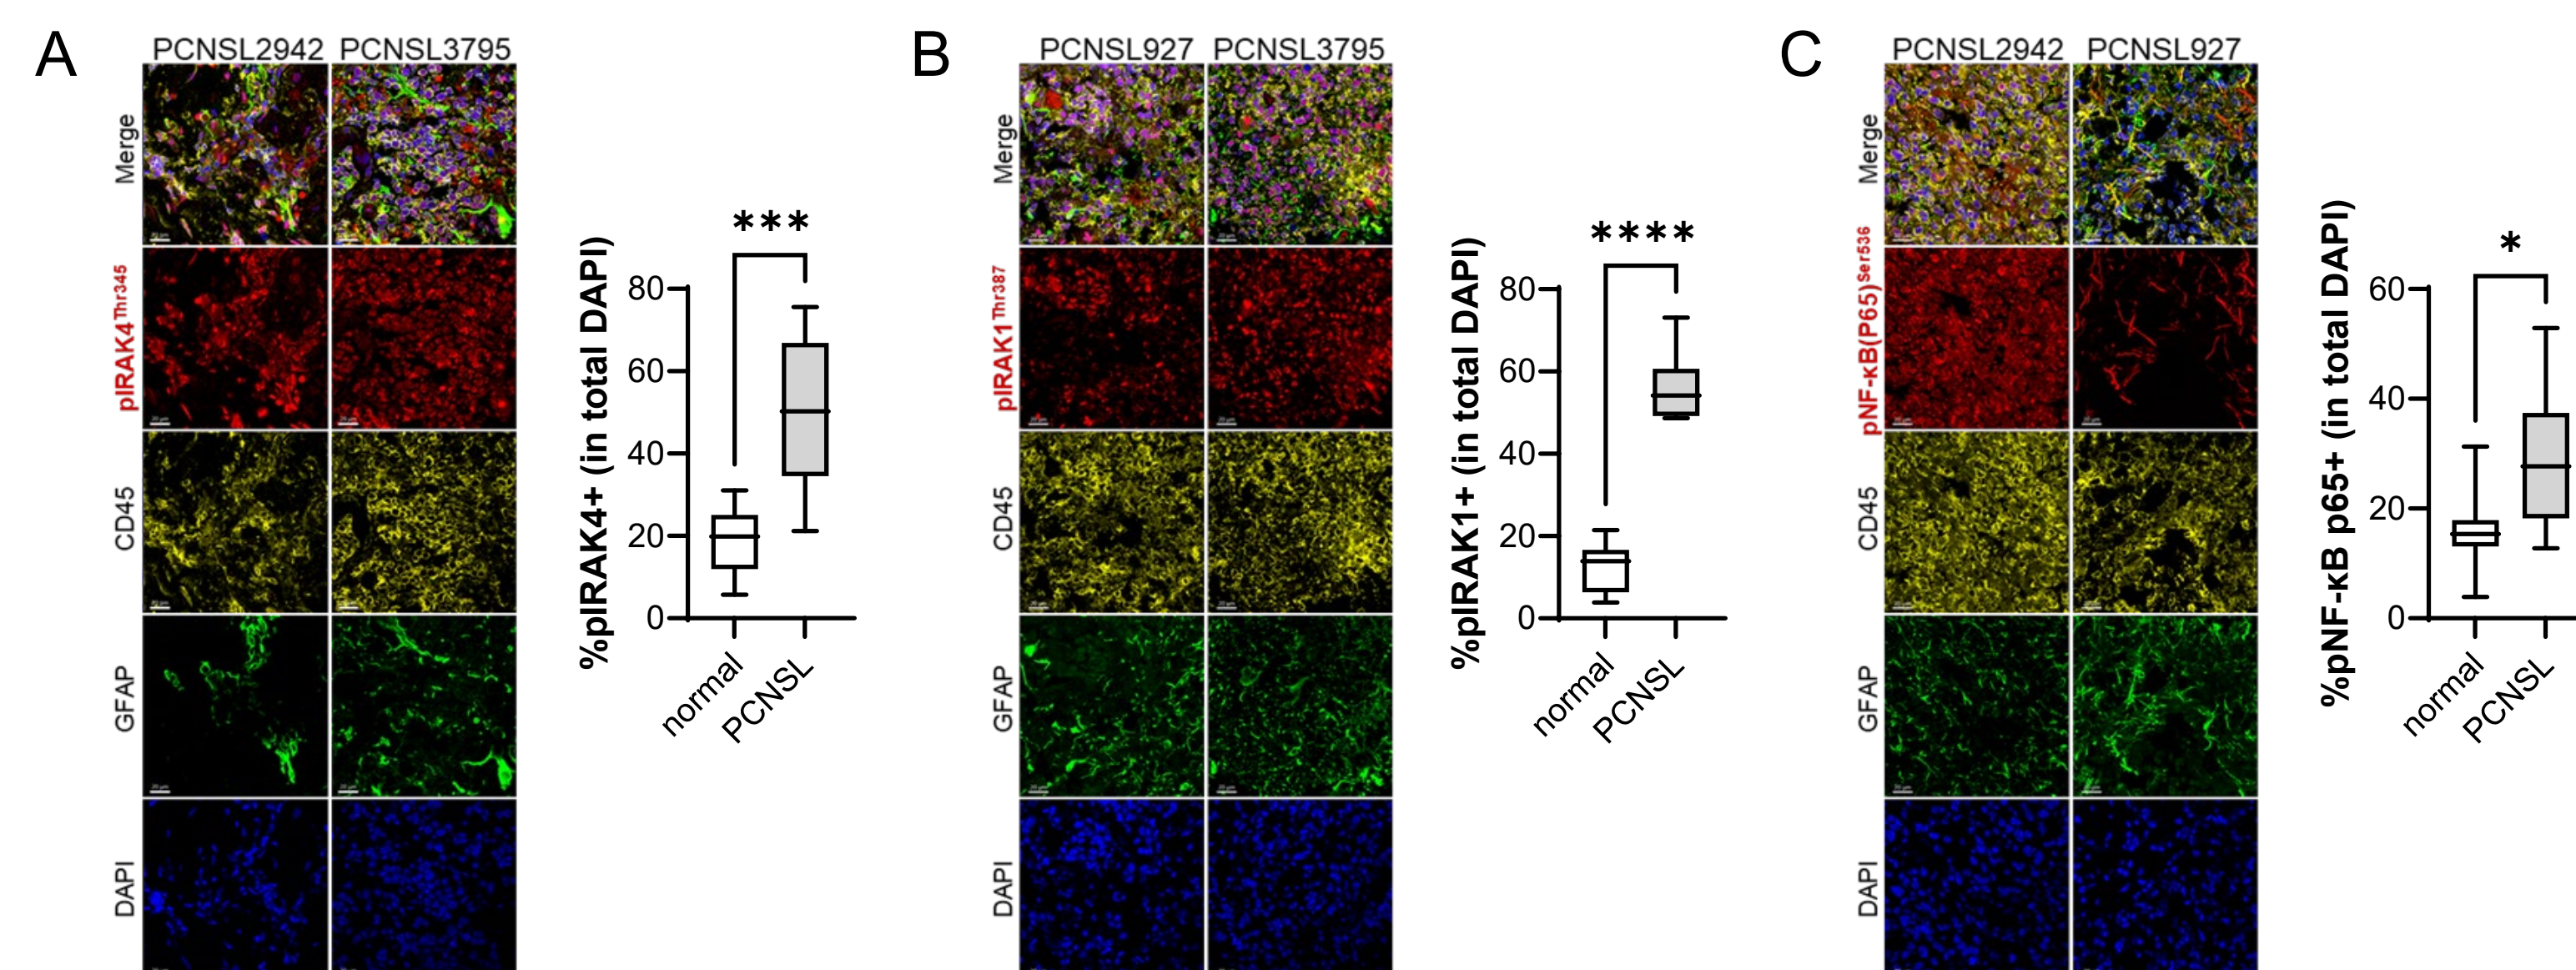 A
PCNSL2942 PCNSL3795
Merge
pIRAK4Thr345
CD45
GFAP
DAPI
%pIRAK4+ (in total DAPI)
***
80
60
40
20
0
normal
PCNSL
B
PCNSL927 PCNSL3795
Merge
pIRAK1Thr387
CD45
GFAP
DAPI
%pIRAK1+ (in total DAPI)
****
80
60
40
20
0
normal
PCNSL
C
PCNSL2942 PCNSL927
Merge
pNF-κB(P65)Ser536
CD45
GFAP
DAPI
%pNF-κB p65+ (in total DAPI)
*
60
40
20
0
normal
PCNSL